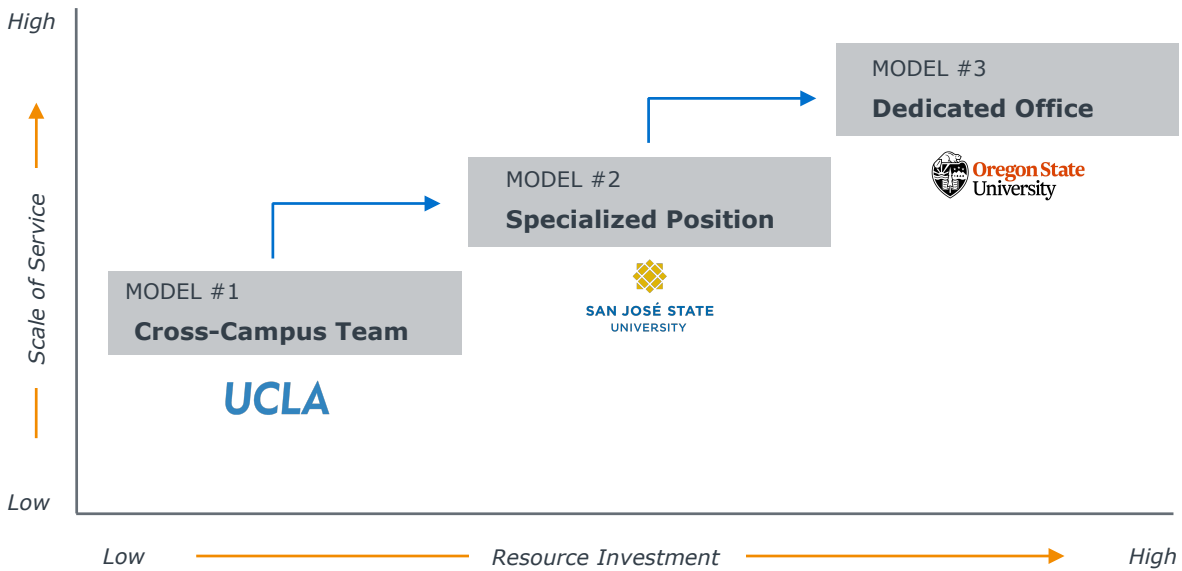 High
MODEL #3
Dedicated Office
Oregon State
University
MODEL #2
Specialized Position
SAN JOSÉ STATE
UNIVERSITY
MODEL #1
Cross-Campus Team
UCLA
Scale of Service
Low
Low
Resource Investment
High